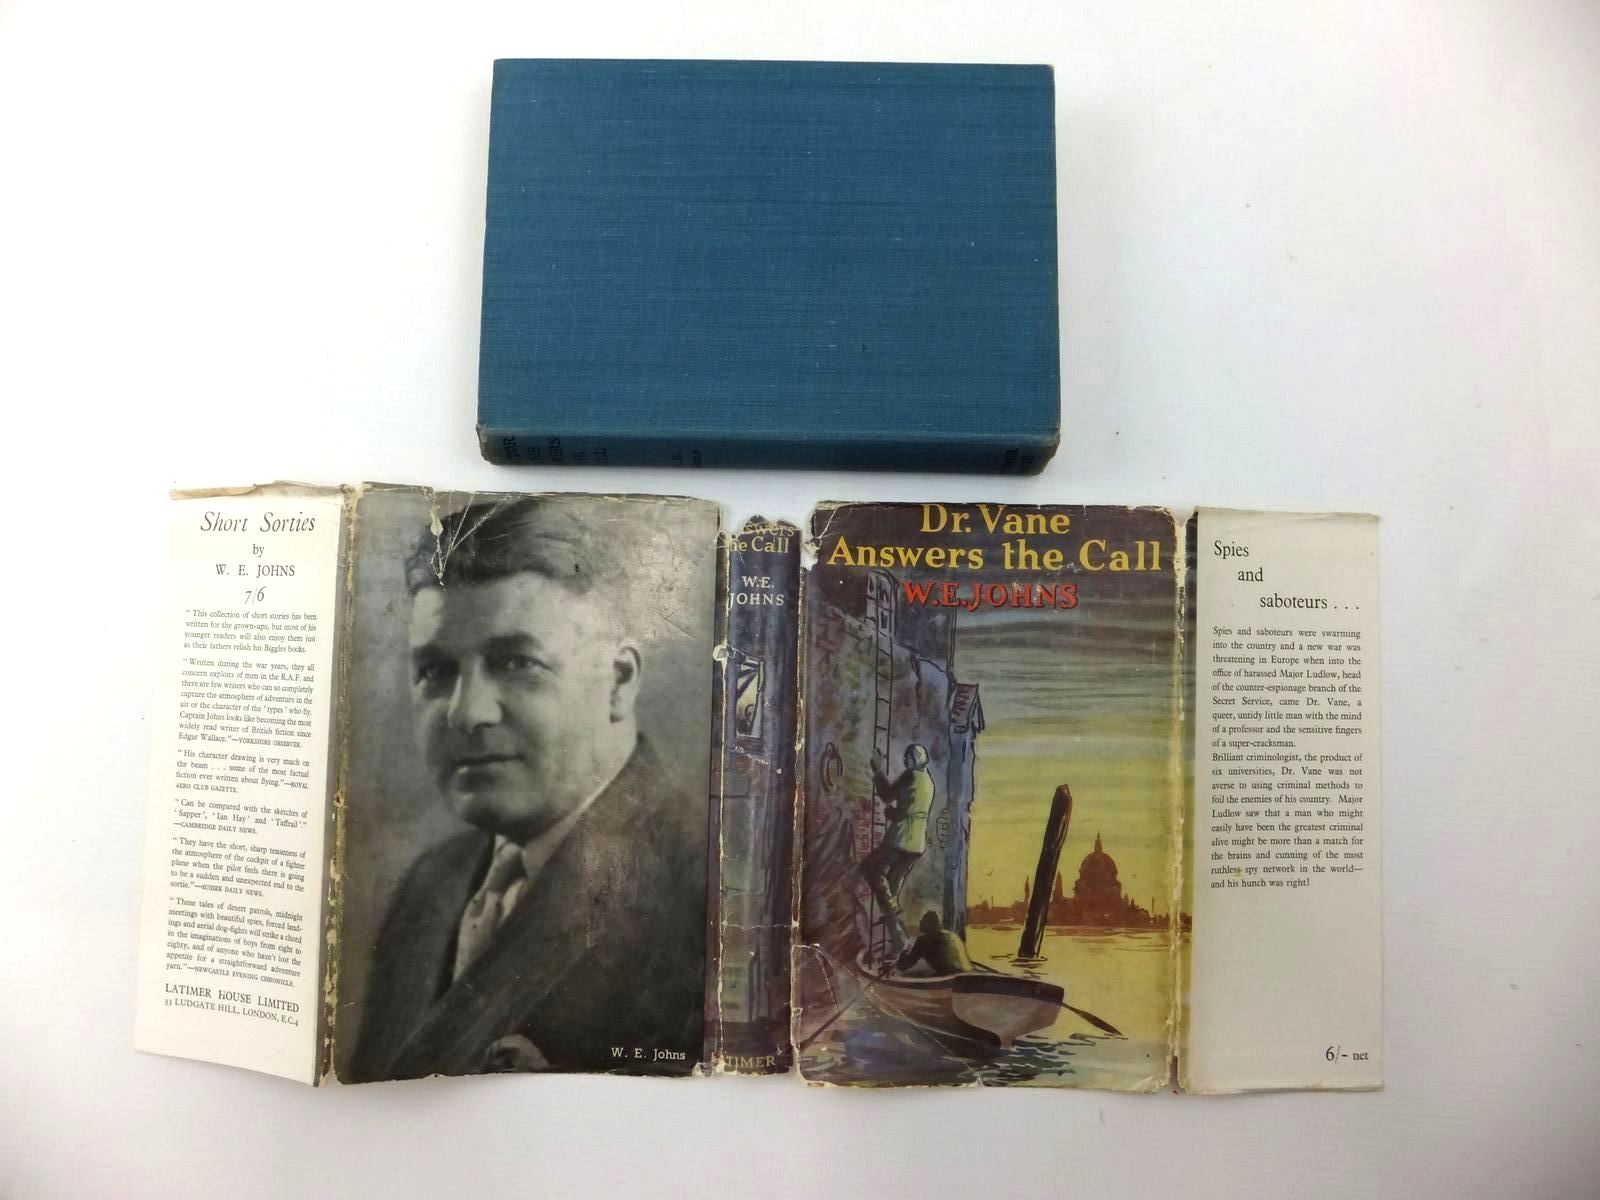 Short Sorties
by
W. E. JOHNS
7/6
"This collection of short stories has been
written for the grown-ups, but most of his
younger readers will also enjoy them just
as their fathers relish his Biggles books.
"Written during the war years, they all
concern exploits of men in the R.A.F. and
there are few writers who can so completely
capture the atmosphere of adventure in the
air or the character of the 'types' who fly.
Captain Johns looks like becoming the most
widely read writer of British fiction since
Edgar Wallace."—YORKSHIRE OBSERVER.
"His character drawing is very much on
the beam . . . some of the most factual
fiction ever written about flying."—ROYAL
AERO CLUB GAZETTE.
"Can be compared with the sketches of
'Sapper', 'Ian Hay' and 'Taffrail'."
—CAMBRIDGE DAILY NEWS.
"They have the short, sharp tenseness of
the atmosphere of the cockpit of a fighter
plane when the pilot feels there is going
to be a sudden and unexpected end to the
sortie."—SUSSEX DAILY NEWS.
"These tales of desert patrols, midnight
meetings with beautiful spies, forced land-
ings and aerial dog-fights will strike a chord
in the imaginations of boys from eight to
eighty, and of anyone who hasn't lost the
appetite for a straightforward adventure
yarn."—NEWCASTLE EVENING CHRONICLE.
LATIMER HOUSE LIMITED
33 LUDGATE HILL, LONDON, E.C.4
W. E. Johns
the Call
W.E.
JOHNS
TIMER
Dr. Vane
Answers the Call
W.E. JOHNS
Spies
and
saboteurs . . .
Spies and saboteurs were swarming
into the country and a new war was
threatening in Europe when into the
office of harassed Major Ludlow, head
of the counter-espionage branch of the
Secret Service, came Dr. Vane, a
queer, untidy little man with the mind
of a professor and the sensitive fingers
of a super-cracksman.
Brilliant criminologist, the product of
six universities, Dr. Vane was not
averse to using criminal methods to
foil the enemies of his country. Major
Ludlow saw that a man who might
easily have been the greatest criminal
alive might be more than a match for
the brains and cunning of the most
ruthless spy network in the world—
and his hunch was right!
6/- net